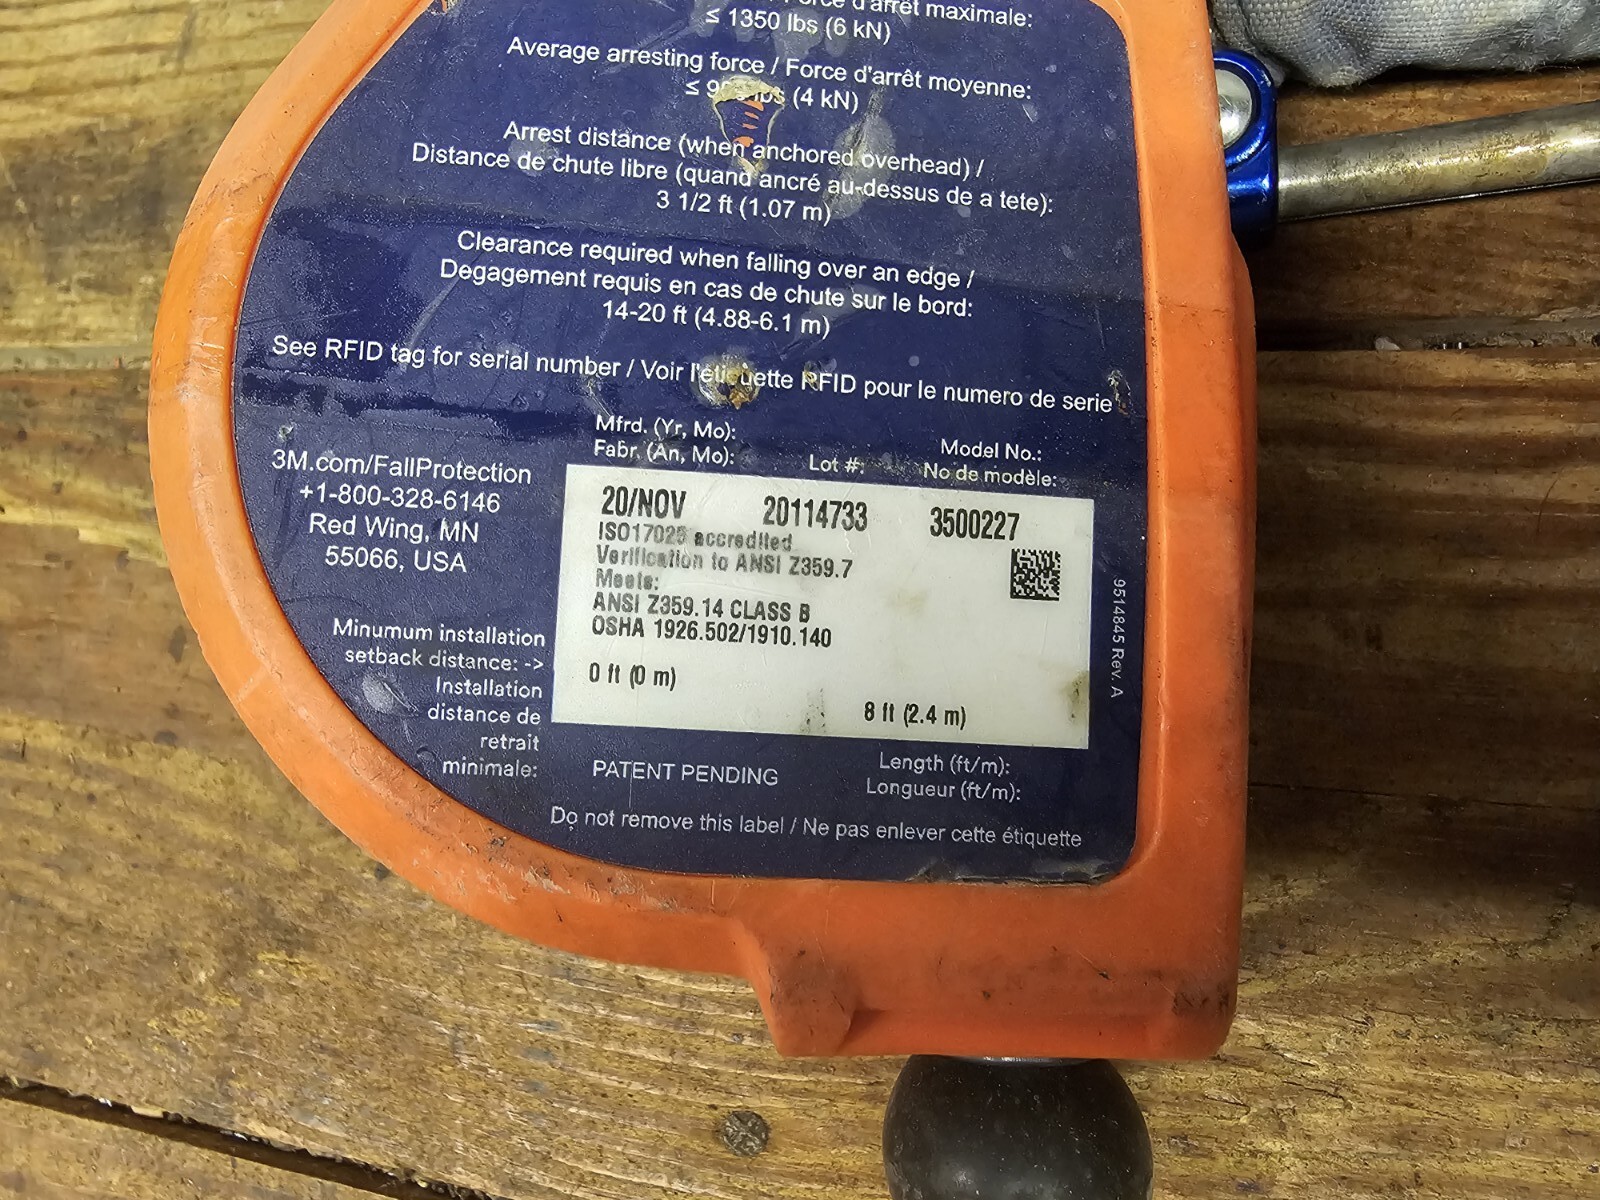 Force d'arrêt maximale:
≤ 1350 lbs (6 kN)
Average arresting force / Force d'arrêt moyenne:
≤ lbs (4 kN)
Arrest distance (when anchored overhead) /
Distance de chute libre (quand ancré au-dessus de a tete):
3 1/2 ft (1.07 m)
Clearance required when falling over an edge /
Degagement requis en cas de chute sur le bord:
14-20 ft (4.88-6.1 m)
See RFID tag for serial number / Voir l'étiquette RFID pour le numero de serie
3M.com/FallProtection
+1-800-328-6146
Red Wing, MN
55066, USA
Mfrd. (Yr, Mo):
Fabr. (An, Mo):
Lot #:
Model No.:
No de modèle:
20/NOV 20114733 3500227
ISO17025 accredited
Verification to ANSI Z359.7
Meets:
ANSI Z359.14 CLASS B
OSHA 1926.502/1910.140
0 ft (0 m)
8 ft (2.4 m)
Minumum installation
setback distance: ->
Installation
distance de
retrait
minimale:
PATENT PENDING
Length (ft/m):
Longueur (ft/m):
Do not remove this label / Ne pas enlever cette étiquette
9514845 Rev. A